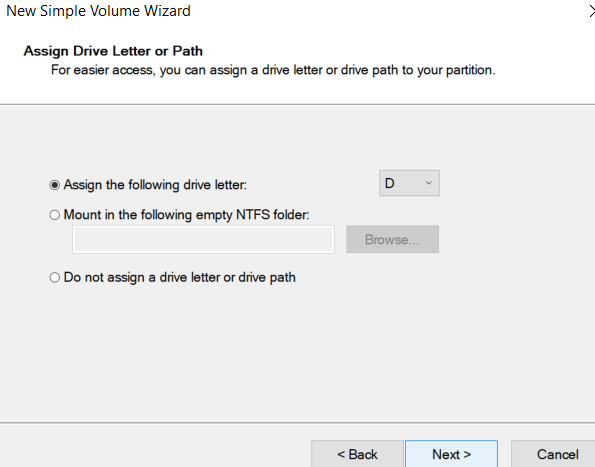 New Simple Volume Wizard
Assign Drive Letter or Path
For easier access, you can assign a drive letter or drive path to your partition.
Assign the following drive letter: D
Mount in the following empty NTFS folder:
Browse...
Do not assign a drive letter or drive path
< Back Next > Cancel